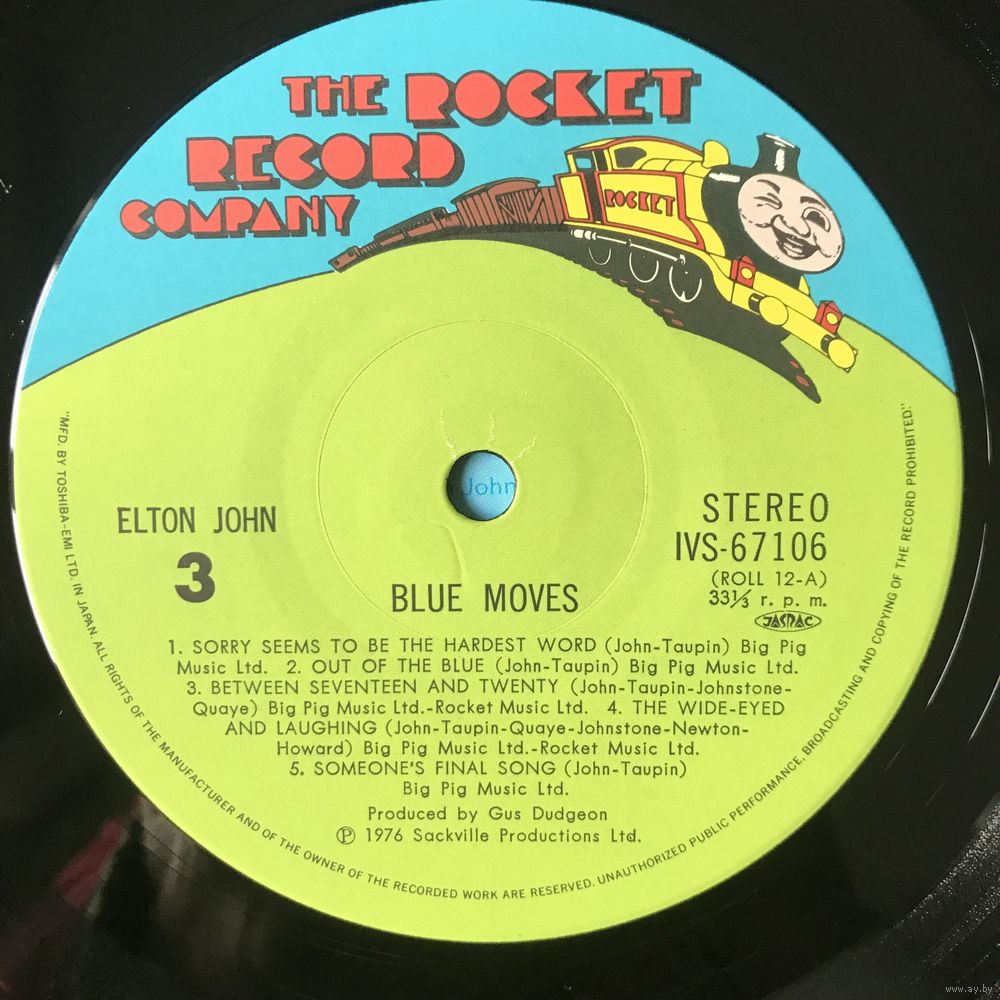 THE ROCKET
RECORD
COMPANY
ROCKET
John
ELTON JOHN
3
BLUE MOVES
STEREO
IVS-67106
(ROLL 12-A)
33⅓ r. p. m.
JASRAC
1. SORRY SEEMS TO BE THE HARDEST WORD (John-Taupin) Big Pig
Music Ltd. 2. OUT OF THE BLUE (John-Taupin) Big Pig Music Ltd.
3. BETWEEN SEVENTEEN AND TWENTY (John-Taupin-Johnstone-
Quaye) Big Pig Music Ltd.-Rocket Music Ltd. 4. THE WIDE-EYED
AND LAUGHING (John-Taupin-Quaye-Johnstone-Newton-
Howard) Big Pig Music Ltd.-Rocket Music Ltd.
5. SOMEONE'S FINAL SONG (John-Taupin)
Big Pig Music Ltd.
Produced by Gus Dudgeon
℗ 1976 Sackville Productions Ltd.
"MFD. BY TOSHIBA-EMI LTD. IN JAPAN. ALL RIGHTS OF THE MANUFACTURER AND OF THE OWNER OF THE RECORDED WORK ARE RESERVED. UNAUTHORIZED PUBLIC PERFORMANCE, BROADCASTING AND COPYING OF THE RECORD PROHIBITED."
www.ay.by